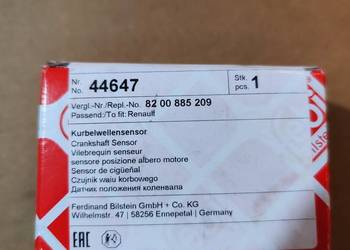 Nr.
No. 44647
Stk.
pcs. 1
Vergl.-Nr./Repl.-No. 82 00 885 209
Passend/To fit: Renault
Kurbelwellensensor
Crankshaft Sensor
Vilebrequin senseur
sensore posizione albero motore
Sensor de cigüeñal
Czujnik wału korbowego
Датчик положения коленвала
Ferdinand Bilstein GmbH + Co. KG
Wilhelmstr. 47 | 58256 Ennepetal | Germany
EAC